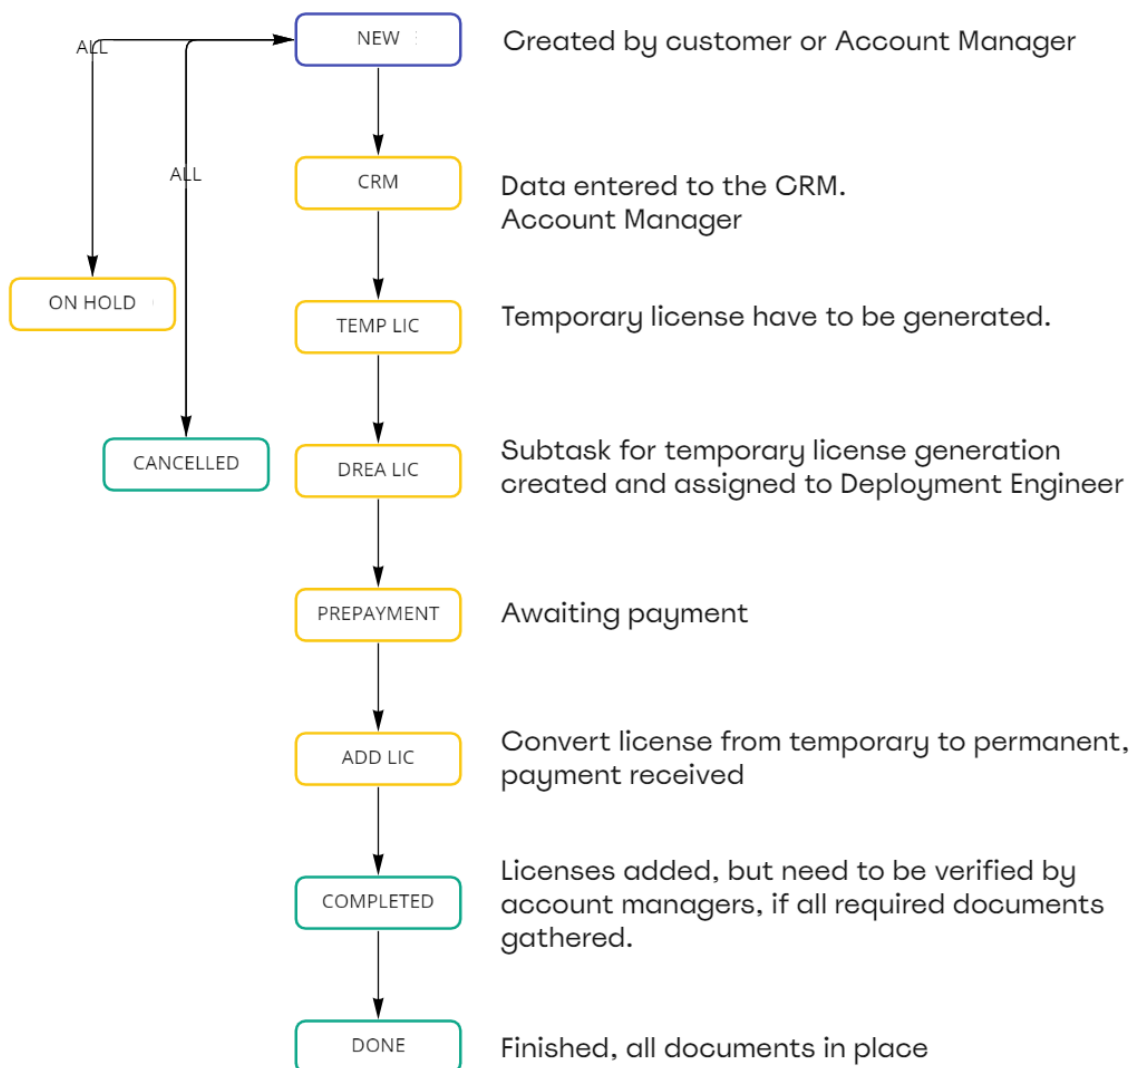 NEW
Created by customer or Account Manager
ALL
ALL
CRM
Data entered to the CRM.
Account Manager
ON HOLD
TEMP LIC
Temporary license have to be generated.
CANCELLED
DREA LIC
Subtask for temporary license generation
created and assigned to Deployment Engineer
PREPAYMENT
Awaiting payment
ADD LIC
Convert license from temporary to permanent,
payment received
COMPLETED
Licenses added, but need to be verified by
account managers, if all required documents
gathered.
DONE
Finished, all documents in place